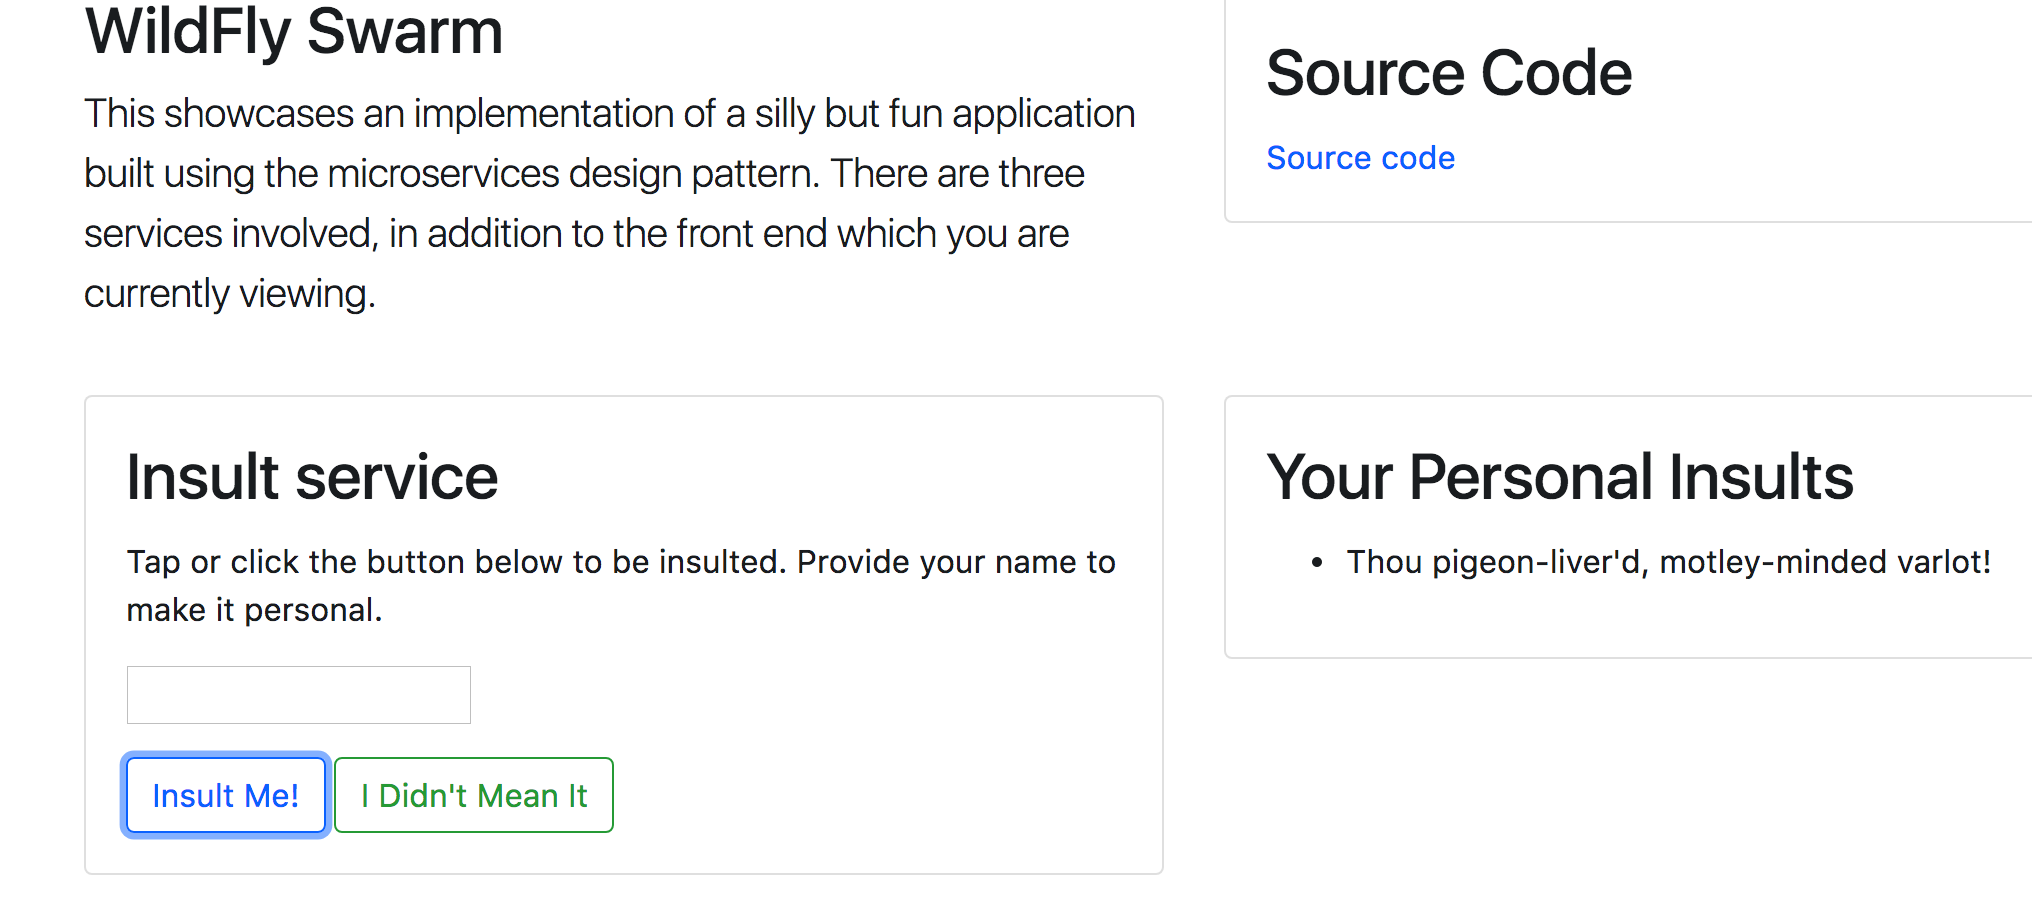 WildFly Swarm
This showcases an implementation of a silly but fun application
built using the microservices design pattern. There are three
services involved, in addition to the front end which you are
currently viewing.
Source Code
Source code
Insult service
Tap or click the button below to be insulted. Provide your name to
make it personal.
Insult Me!
I Didn't Mean It
Your Personal Insults
• Thou pigeon-liver'd, motley-minded varlot!